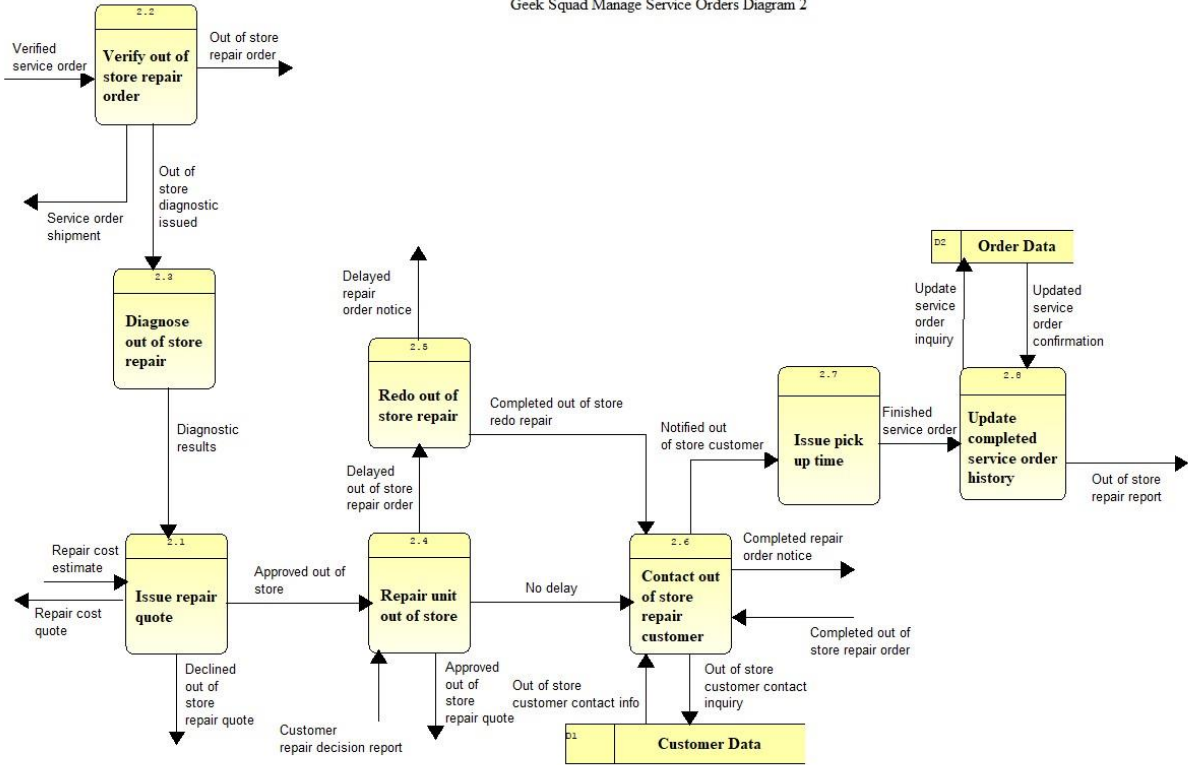 Geek Squad Manage Service Orders Diagram 2
2.2
Verify out of
store repair
order
Verified
service order
Out of store
repair order
Service order
shipment
Out of
store
diagnostic
issued
2.3
Diagnose
out of store
repair
Diagnostic
results
2.1
Issue repair
quote
Repair cost
estimate
Repair cost
quote
Declined
out of
store
repair quote
Approved out of
store
2.4
Repair unit
out of store
Customer
repair decision report
Approved
out of
store
repair quote
Delayed
out of store
repair order
2.5
Redo out of
store repair
Delayed
repair
order notice
Completed out of store
redo repair
No delay
2.6
Contact out
of store
repair
customer
Out of store
customer contact info
Out of store
customer contact
inquiry
D1
Customer Data
Completed repair
order notice
Completed out of
store repair order
Notified out
of store customer
2.7
Issue pick
up time
Finished
service order
2.8
Update
completed
service order
history
Update
service
order
inquiry
Updated
service
order
confirmation
D2
Order Data
Out of store
repair report